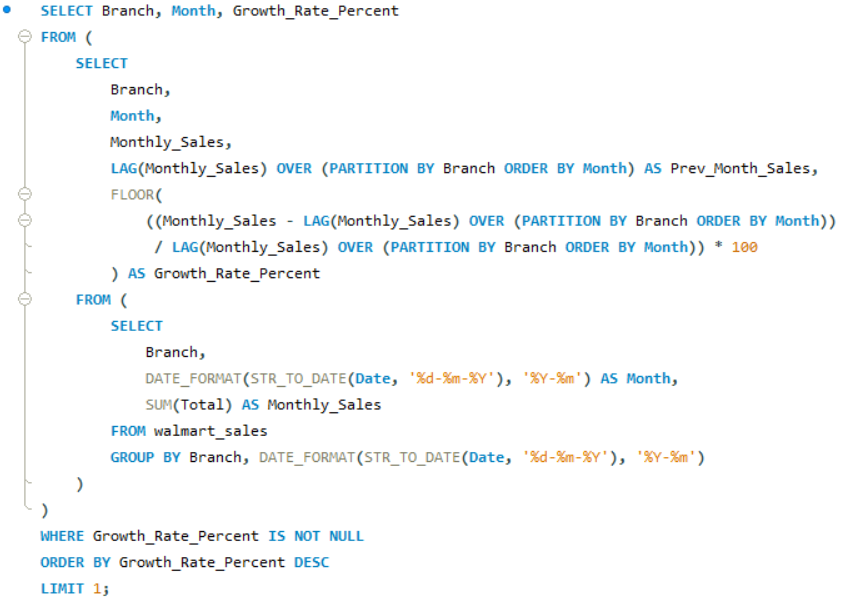 SELECT Branch, Month, Growth_Rate_Percent
FROM (
SELECT
Branch,
Month,
Monthly_Sales,
LAG(Monthly_Sales) OVER (PARTITION BY Branch ORDER BY Month) AS Prev_Month_Sales,
FLOOR(
((Monthly_Sales - LAG(Monthly_Sales) OVER (PARTITION BY Branch ORDER BY Month))
/ LAG(Monthly_Sales) OVER (PARTITION BY Branch ORDER BY Month)) * 100
) AS Growth_Rate_Percent
FROM (
SELECT
Branch,
DATE_FORMAT(STR_TO_DATE(Date, '%d-%m-%Y'), '%Y-%m') AS Month,
SUM(Total) AS Monthly_Sales
FROM walmart_sales
GROUP BY Branch, DATE_FORMAT(STR_TO_DATE(Date, '%d-%m-%Y'), '%Y-%m')
)
)
WHERE Growth_Rate_Percent IS NOT NULL
ORDER BY Growth_Rate_Percent DESC
LIMIT 1;